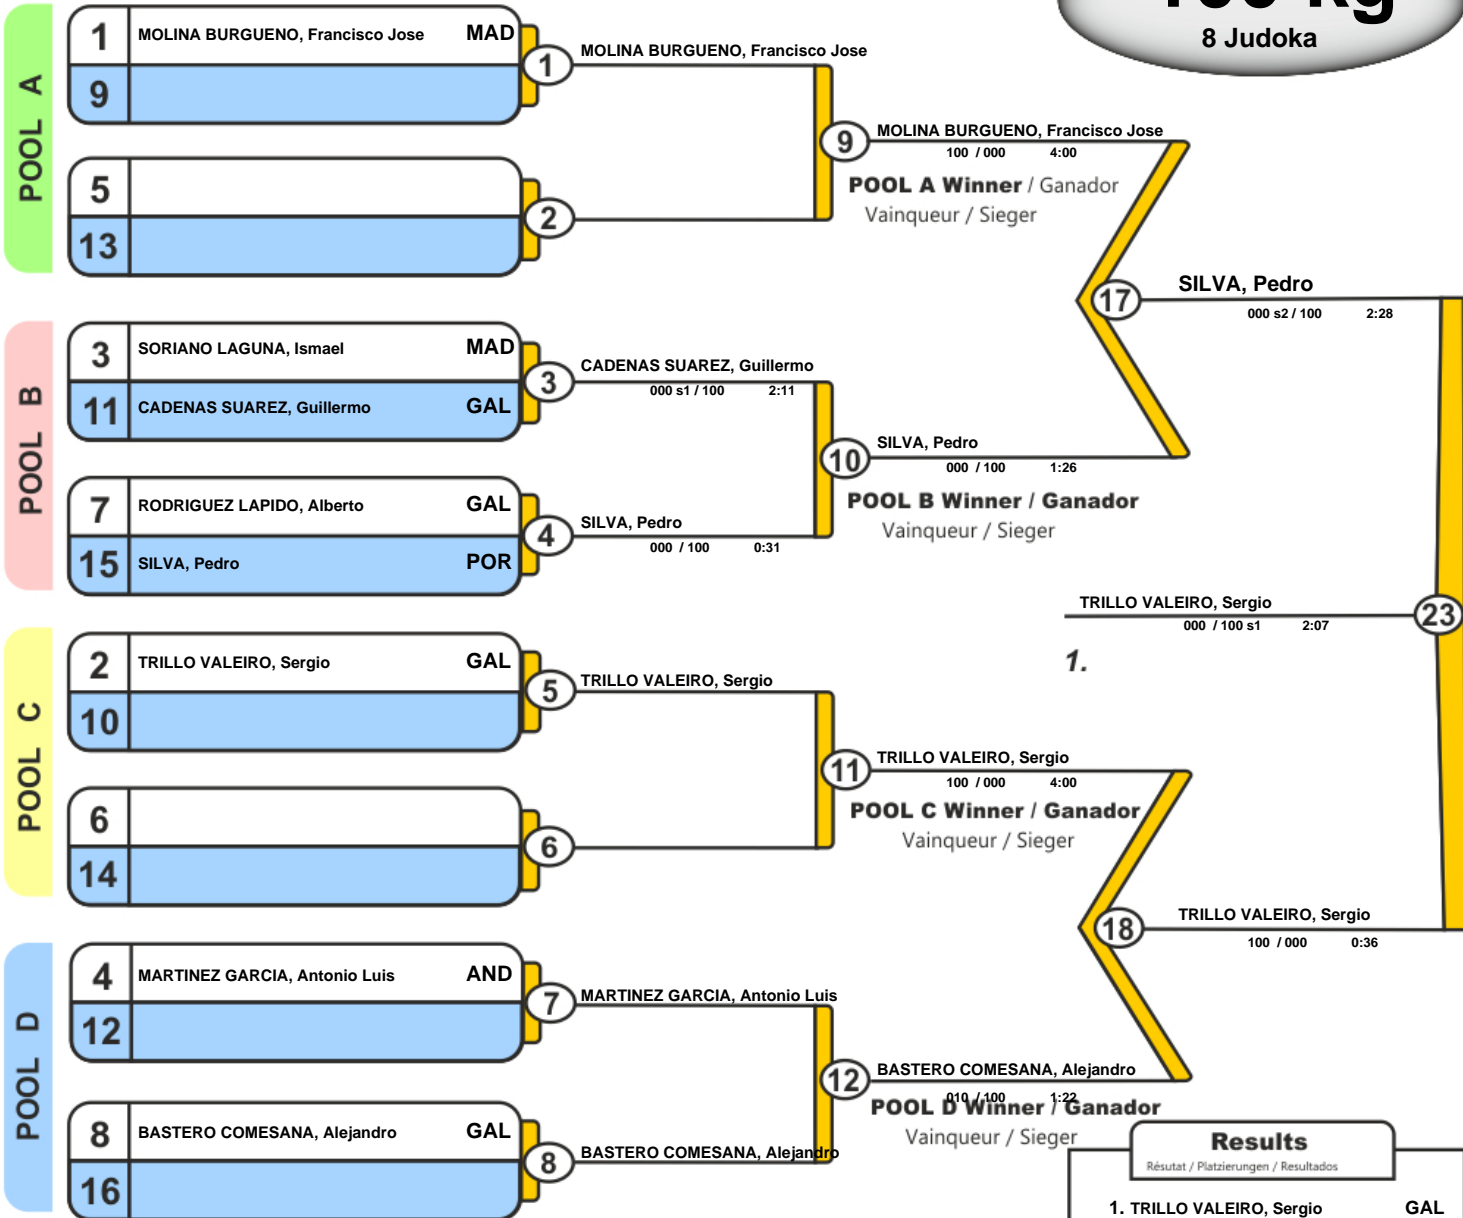 100 kg
8 Judoka
POOL A
1 MOLINA BURGUENO, Francisco Jose MAD
9
1
MOLINA BURGUENO, Francisco Jose
5
13
2
9
MOLINA BURGUENO, Francisco Jose
100 / 000 4:00
POOL A Winner / Ganador
Vainqueur / Sieger
POOL B
3 SORIANO LAGUNA, Ismael MAD
11 CADENAS SUAREZ, Guillermo GAL
3
CADENAS SUAREZ, Guillermo
000 s1 / 100 2:11
7 RODRIGUEZ LAPIDO, Alberto GAL
15 SILVA, Pedro POR
4
SILVA, Pedro
000 / 100 0:31
10
SILVA, Pedro
000 / 100 1:26
POOL B Winner / Ganador
Vainqueur / Sieger
17
SILVA, Pedro
000 s2 / 100 2:28
TRILLO VALEIRO, Sergio
000 / 100 s1 2:07
23
1.
POOL C
2 TRILLO VALEIRO, Sergio GAL
10
5
TRILLO VALEIRO, Sergio
6
14
6
11
TRILLO VALEIRO, Sergio
100 / 000 4:00
POOL C Winner / Ganador
Vainqueur / Sieger
18
TRILLO VALEIRO, Sergio
100 / 000 0:36
POOL D
4 MARTINEZ GARCIA, Antonio Luis AND
12
7
MARTINEZ GARCIA, Antonio Luis
8 BASTERO COMESANA, Alejandro GAL
16
8
BASTERO COMESANA, Alejandro
12
BASTERO COMESANA, Alejandro
010 / 100 1:22
POOL D Winner / Ganador
Vainqueur / Sieger
Results
Résutat / Platzierungen / Resultados
1. TRILLO VALEIRO, Sergio GAL